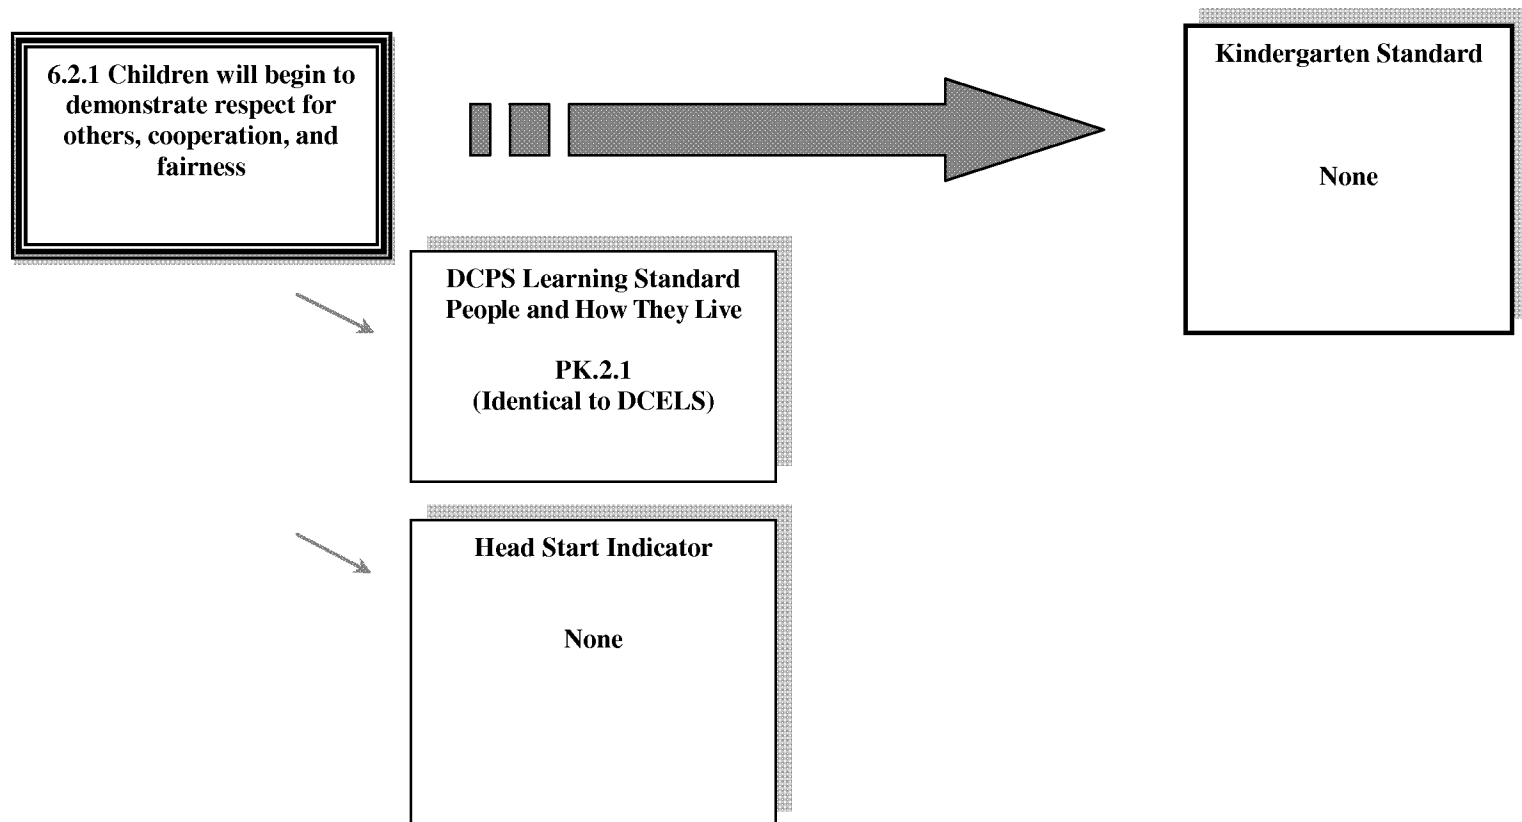 6.2.1 Children will begin to
demonstrate respect for
others, cooperation, and
fairness
Kindergarten Standard
None
DCPS Learning Standard
People and How They Live
PK.2.1
(Identical to DCELS)
Head Start Indicator
None